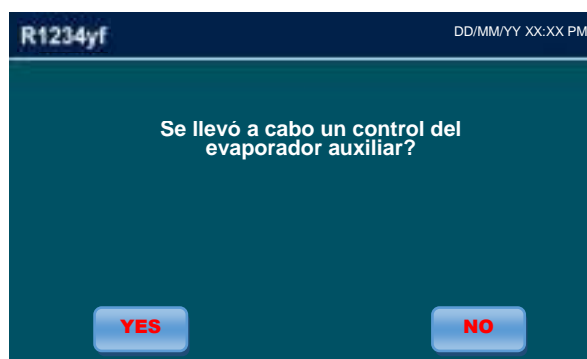 R1234yf
DD/MM/YY XX:XX PM
Se llevó a cabo un control del
evaporador auxiliar?
YES
NO